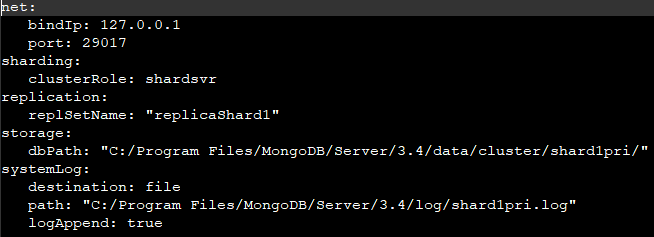 net:
   bindIp: 127.0.0.1
   port: 29017
sharding:
   clusterRole: shardsvr
replication:
   replSetName: "replicaShard1"
storage:
   dbPath: "C:/Program Files/MongoDB/Server/3.4/data/cluster/shard1pri/"
systemLog:
   destination: file
   path: "C:/Program Files/MongoDB/Server/3.4/log/shard1pri.log"
   logAppend: true